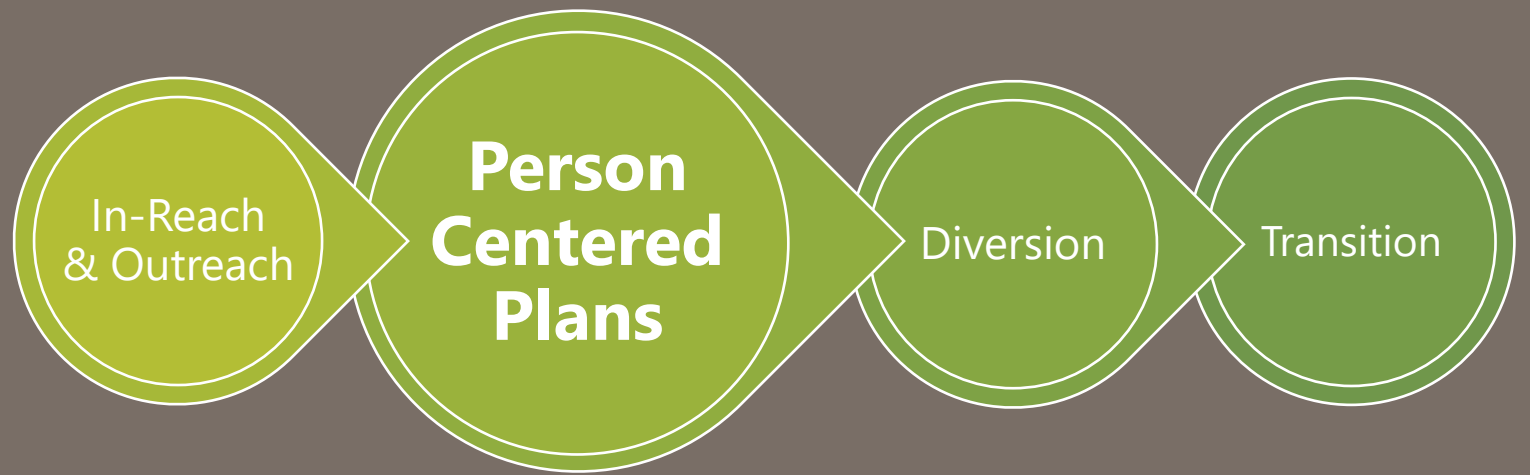 In-Reach
& Outreach
Person
Centered
Plans
Diversion
Transition